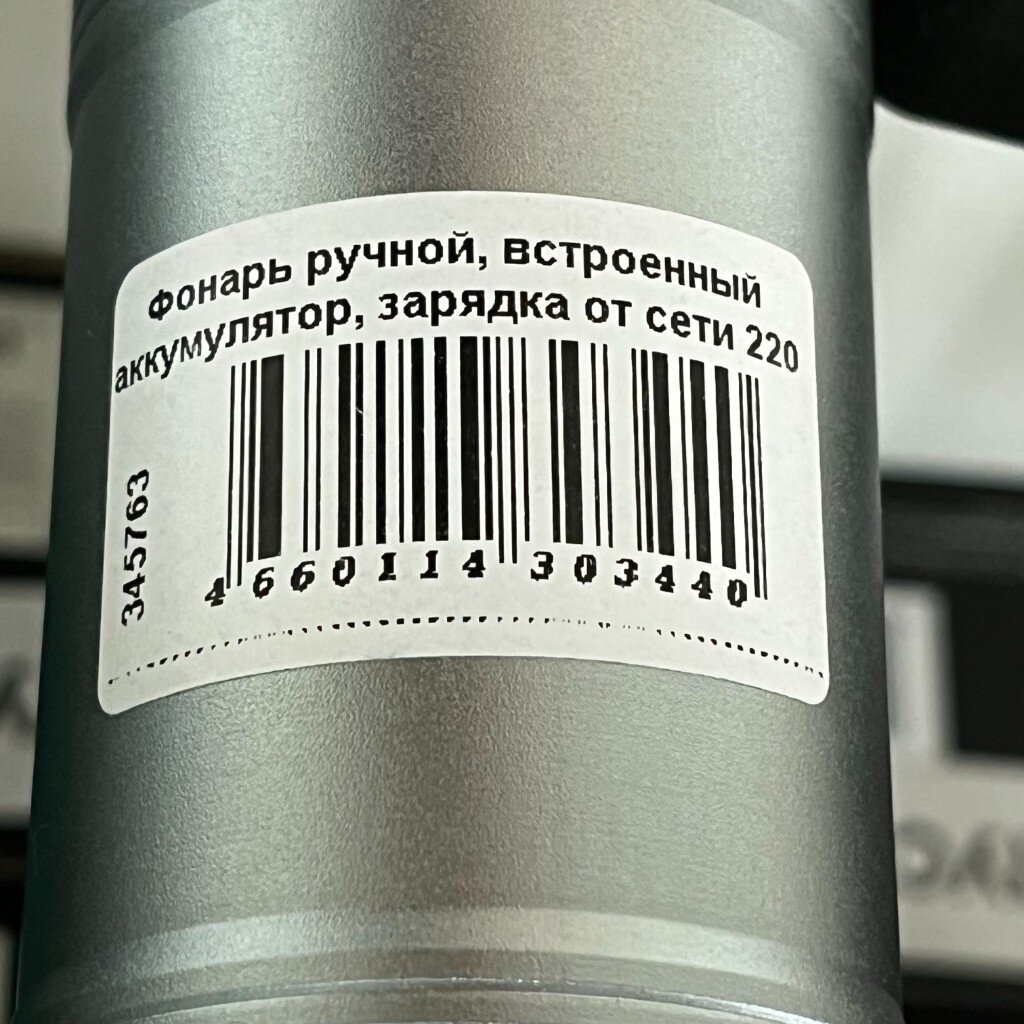 Фонарь ручной, встроенный
аккумулятор, зарядка от сети 220
345763
4 660114 303440